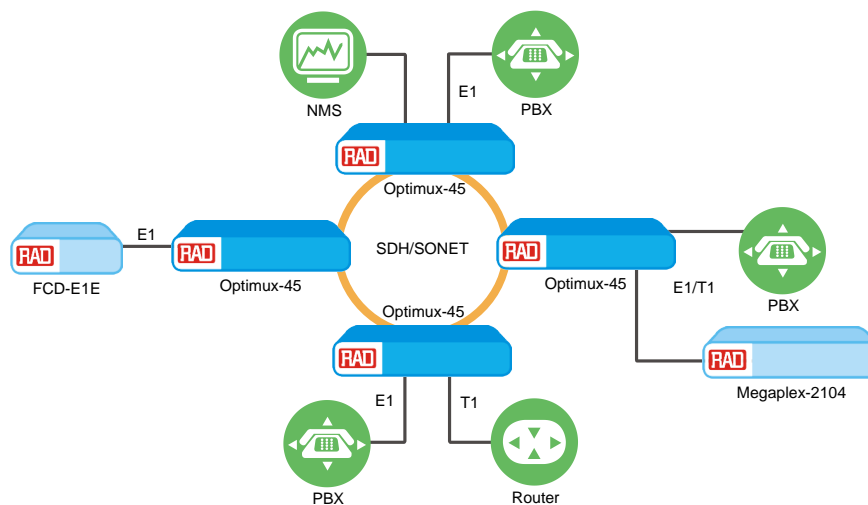 E1
NMS
PBX
RAD
Optimux-45
E1
RAD
FCD-E1E
RAD
Optimux-45
SDH/SONET
RAD
Optimux-45
E1/T1
PBX
Optimux-45
RAD
RAD
Megaplex-2104
E1
T1
PBX
Router